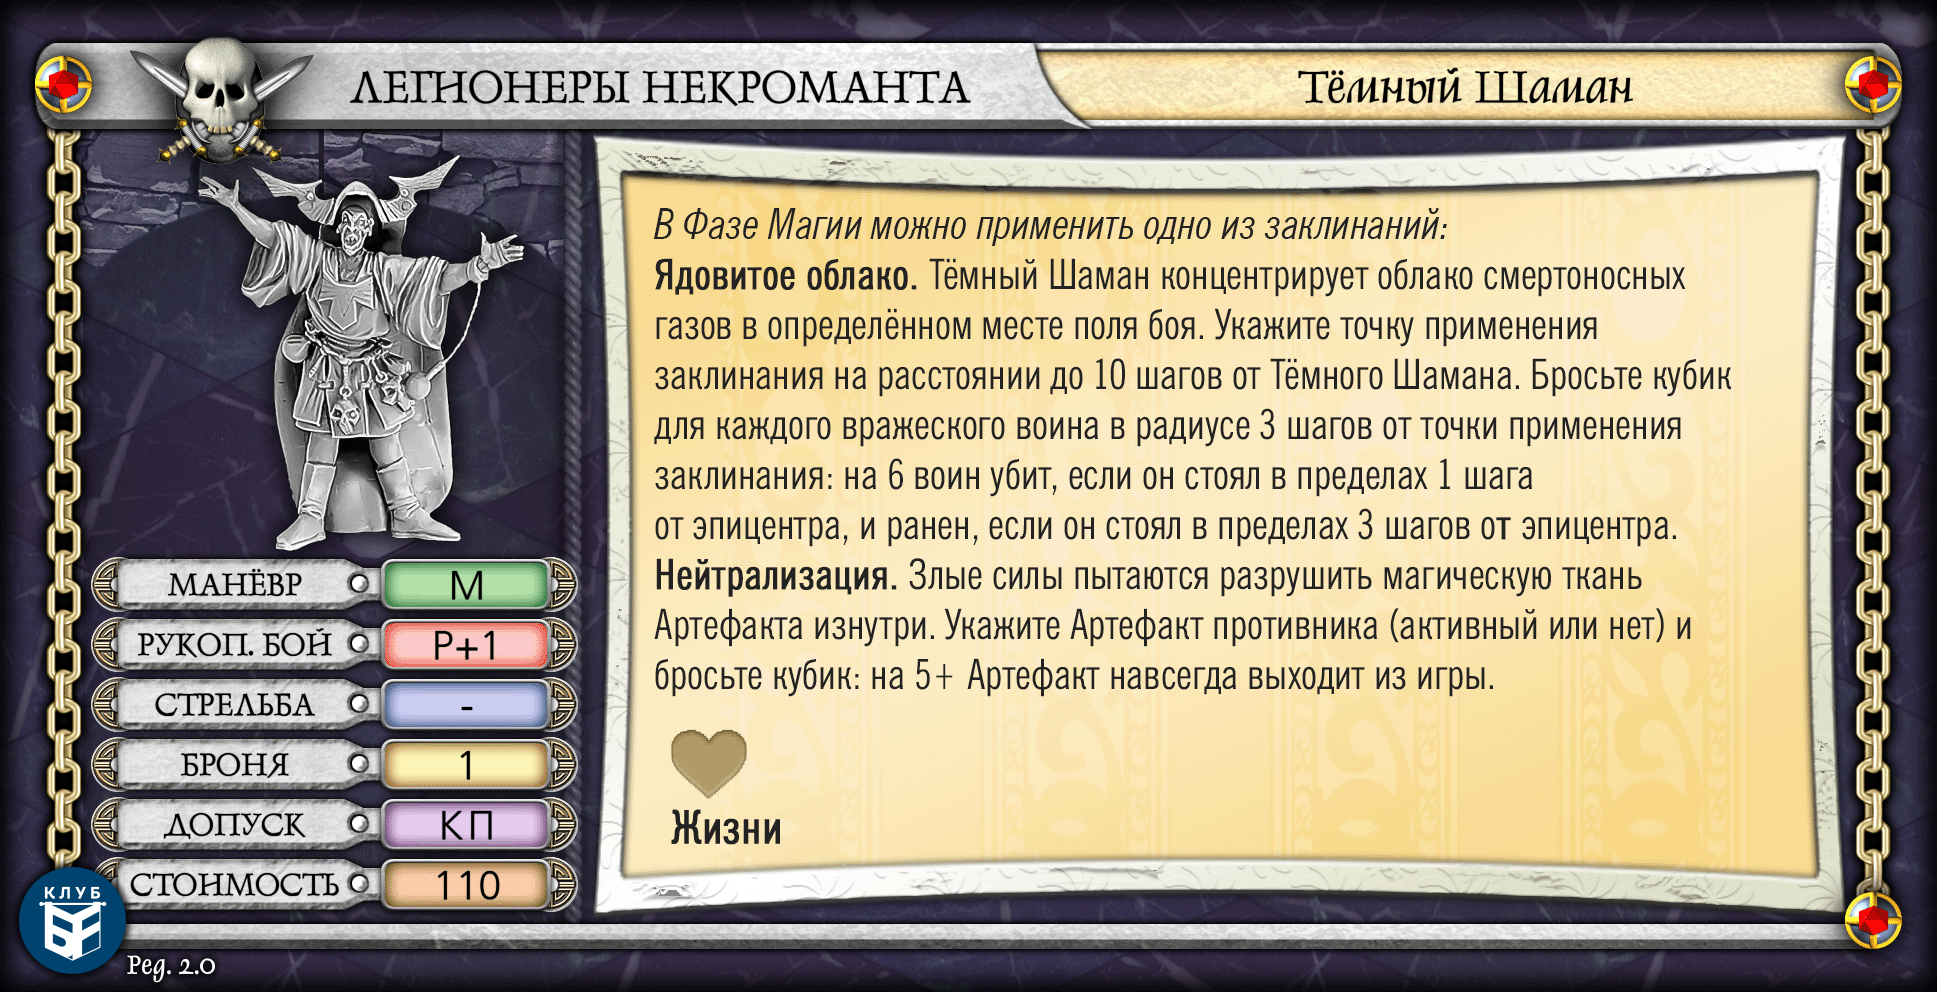 ЛЕГИОНЕРЫ НЕКРОМАНТА
Тёмный Шаман
В Фазе Магии можно применить одно из заклинаний:
Ядовитое облако. Тёмный Шаман концентрирует облако смертоносных
газов в определённом месте поля боя. Укажите точку применения
заклинания на расстоянии до 10 шагов от Тёмного Шамана. Бросьте кубик
для каждого вражеского воина в радиусе 3 шагов от точки применения
заклинания: на 6 воин убит, если он стоял в пределах 1 шага
от эпицентра, и ранен, если он стоял в пределах 3 шагов от эпицентра.
Нейтрализация. Злые силы пытаются разрушить магическую ткань
Артефакта изнутри. Укажите Артефакт противника (активный или нет) и
бросьте кубик: на 5+ Артефакт навсегда выходит из игры.
Жизни
МАНЁВР М
РУКОП. БОЙ Р+1
СТРЕЛЬБА -
БРОНЯ 1
ДОПУСК КП
СТОИМОСТЬ 110
КЛУБ
БГ
Ред. 2.0